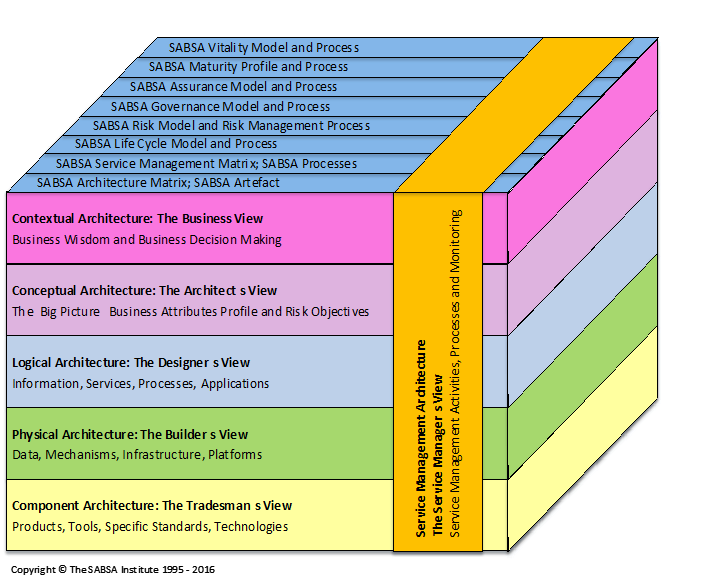 SABSA Vitality Model and Process
SABSA Maturity Profile and Process
SABSA Assurance Model and Process
SABSA Governance Model and Process
SABSA Risk Model and Risk Management Process
SABSA Life Cycle Model and Process
SABSA Service Management Matrix; SABSA Processes
SABSA Architecture Matrix; SABSA Artefact
Contextual Architecture: The Business View
Business Wisdom and Business Decision Making
Conceptual Architecture: The Architect s View
The Big Picture Business Attributes Profile and Risk Objectives
Logical Architecture: The Designer s View
Information, Services, Processes, Applications
Physical Architecture: The Builder s View
Data, Mechanisms, Infrastructure, Platforms
Component Architecture: The Tradesman s View
Products, Tools, Specific Standards, Technologies
Service Management Architecture
The Service Manager s View
Service Management Activities, Processes and Monitoring
Copyright © The SABSA Institute 1995 - 2016